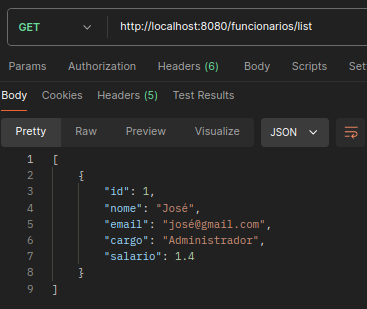 GET http://localhost:8080/funcionarios/list
Params Authorization Headers (6) Body Scripts Set
Body Cookies Headers (5) Test Results
Pretty Raw Preview Visualize JSON
1 [
2 {
3 "id": 1,
4 "nome": "José",
5 "email": "josé@gmail.com",
6 "cargo": "Administrador",
7 "salario": 1.4
8 }
9 ]